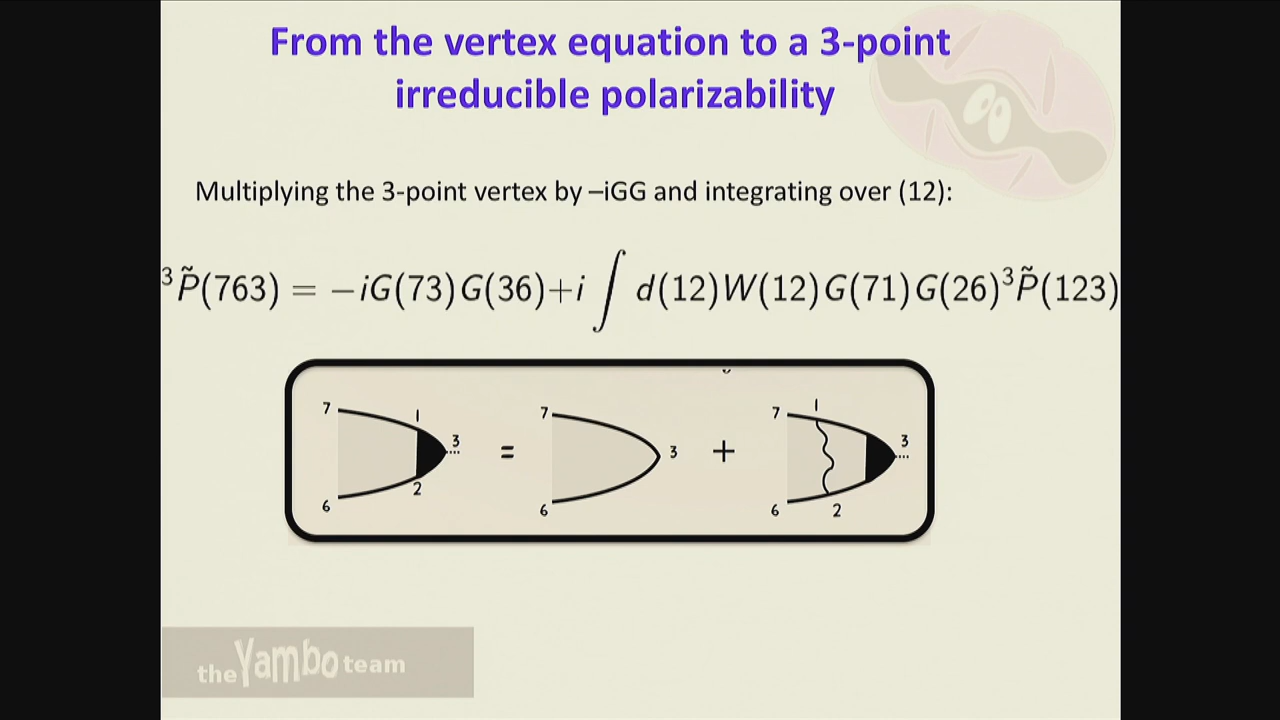 From the vertex equation to a 3-point
irreducible polarizability
Multiplying the 3-point vertex by –iGG and integrating over (12):
³P̃(763) = −iG(73)G(36)+i ∫ d(12)W(12)G(71)G(26)³P̃(123)
7 1 3 2 6
=
7 3 6
+
7 1 3 2 6
the Yambo team